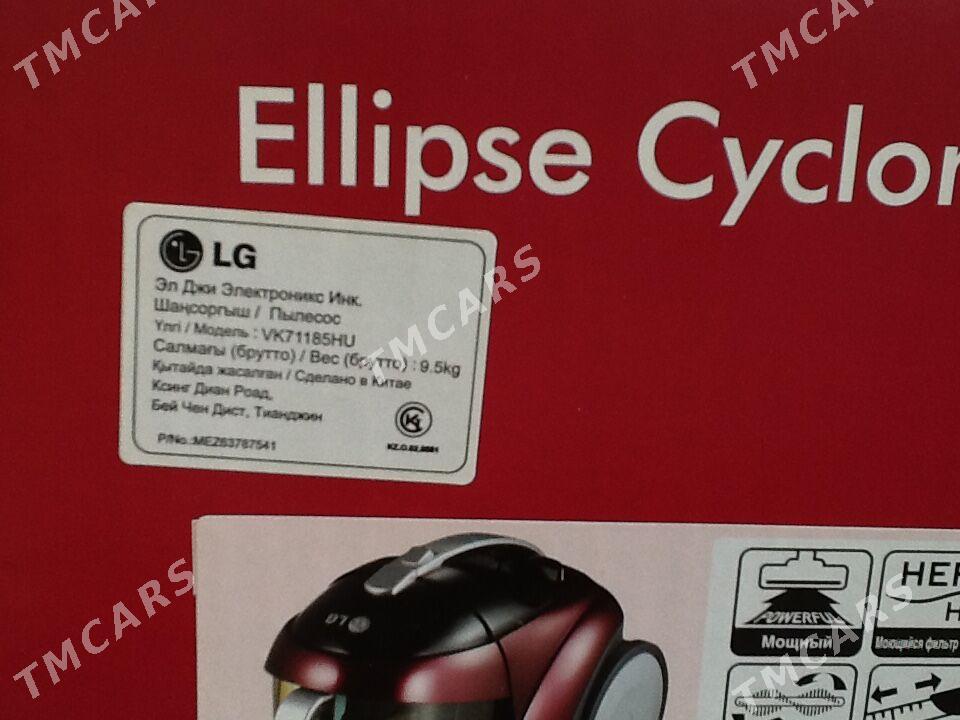 TMCARS
TMCARS
Ellipse Cyclon
LG
Эл Джи Электроникс Инк.
Шаңсорғыш / Пылесос
Үлгі / Модель : VK71185HU
Салмағы (брутто) / Вес (брутто) : 9.5kg
Қытайда жасалған / Сделано в Китае
Ксинг Диан Роад,
Бей Чен Дист, Тианджин
P/No.:MEZ63787541
TMCARS
LG
POWERFUL
Мощный
HEP
H
Моющийся фильтр
TMCARS
TMCARS
TMCARS